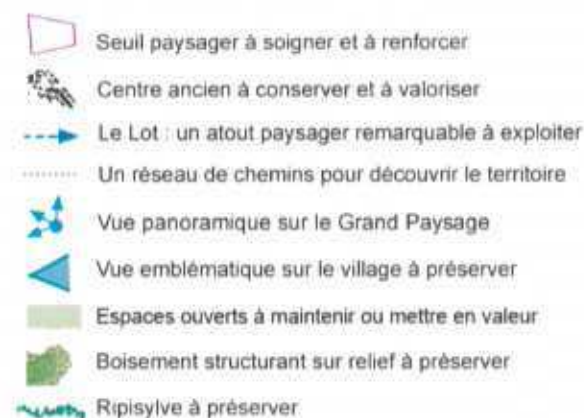 Seuil paysager à soigner et à renforcer
Centre ancien à conserver et à valoriser
Le Lot : un atout paysager remarquable à exploiter
Un réseau de chemins pour découvrir le territoire
Vue panoramique sur le Grand Paysage
Vue emblématique sur le village à préserver
Espaces ouverts à maintenir ou mettre en valeur
Boisement structurant sur relief à préserver
Ripisylve à préserver